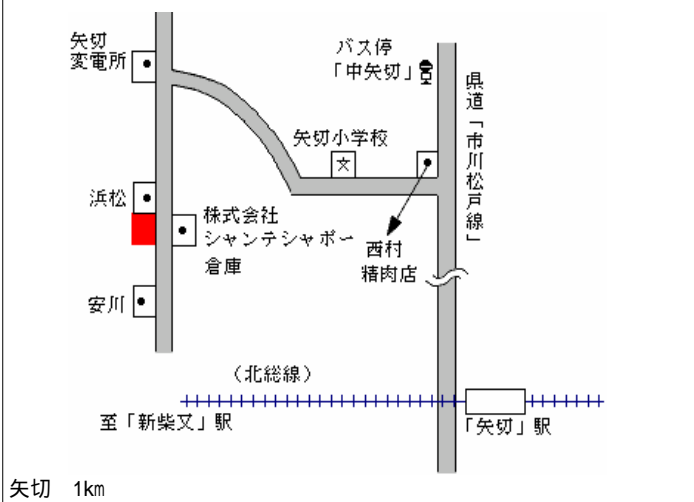 矢切
変電所
バス停
「中矢切」
県道「市川松戸線」
矢切小学校
文
浜松
株式会社
シャンテシャポー
倉庫
西村
精肉店
安川
（北総線）
至「新柴又」駅
「矢切」駅
矢切　1km